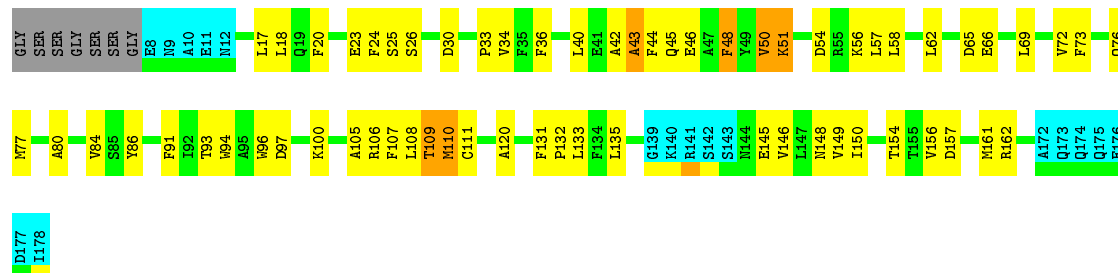 GLY SER SER GLY SER SER GLY E8 N9 A10 E11 N12 L17 L18 Q19 F20 E23 F24 S25 S26 D30 P33 V34 F35 F36 L40 E41 A42 A43 F44 Q45 E46 A47 F48 Y49 V50 K51 D54 R55 K56 L57 L58 L62 D65 E66 L69 V72 F73 Q76
M77 A80 V84 S85 Y86 F91 I92 T93 W94 A95 W96 D97 K100 A105 R106 F107 L108 T109 M110 C111 A120 F131 P132 L133 F134 L135 G139 K140 R141 S142 S143 N144 E145 V146 L147 N148 V149 I150 T154 T155 V156 D157 M161 R162 A172 Q173 Q174 Q175 E176
D177 I178